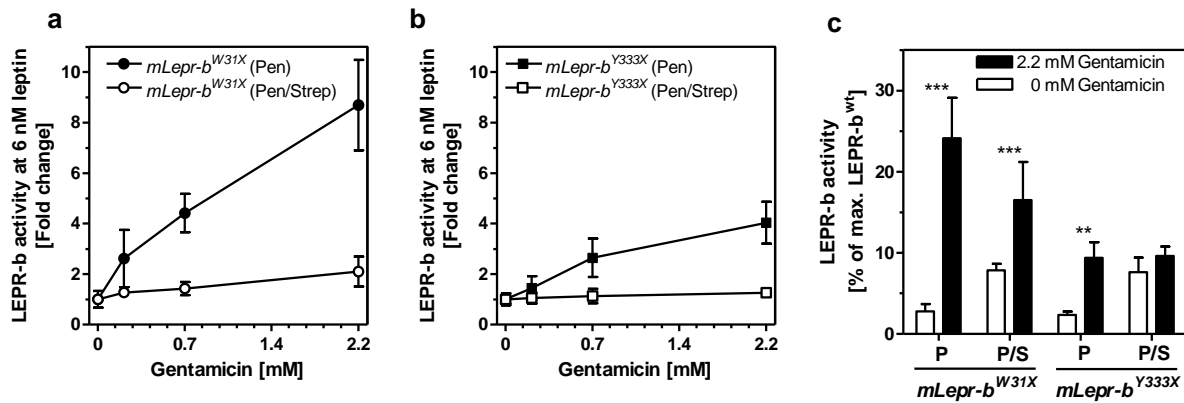 a
LEPR-b activity at 6 nM leptin
[Fold change]
10
8
6
4
2
0
mLepr-b^W31X (Pen)
mLepr-b^W31X (Pen/Strep)
0
0.7
1.4
2.2
Gentamicin [mM]
b
LEPR-b activity at 6 nM leptin
[Fold change]
10
8
6
4
2
0
mLepr-b^Y333X (Pen)
mLepr-b^Y333X (Pen/Strep)
0
0.7
1.4
2.2
Gentamicin [mM]
c
LEPR-b activity
[% of max. LEPR-b^wt]
30
20
10
0
2.2 mM Gentamicin
0 mM Gentamicin
***
***
**
P
P/S
P
P/S
mLepr-b^W31X
mLepr-b^Y333X